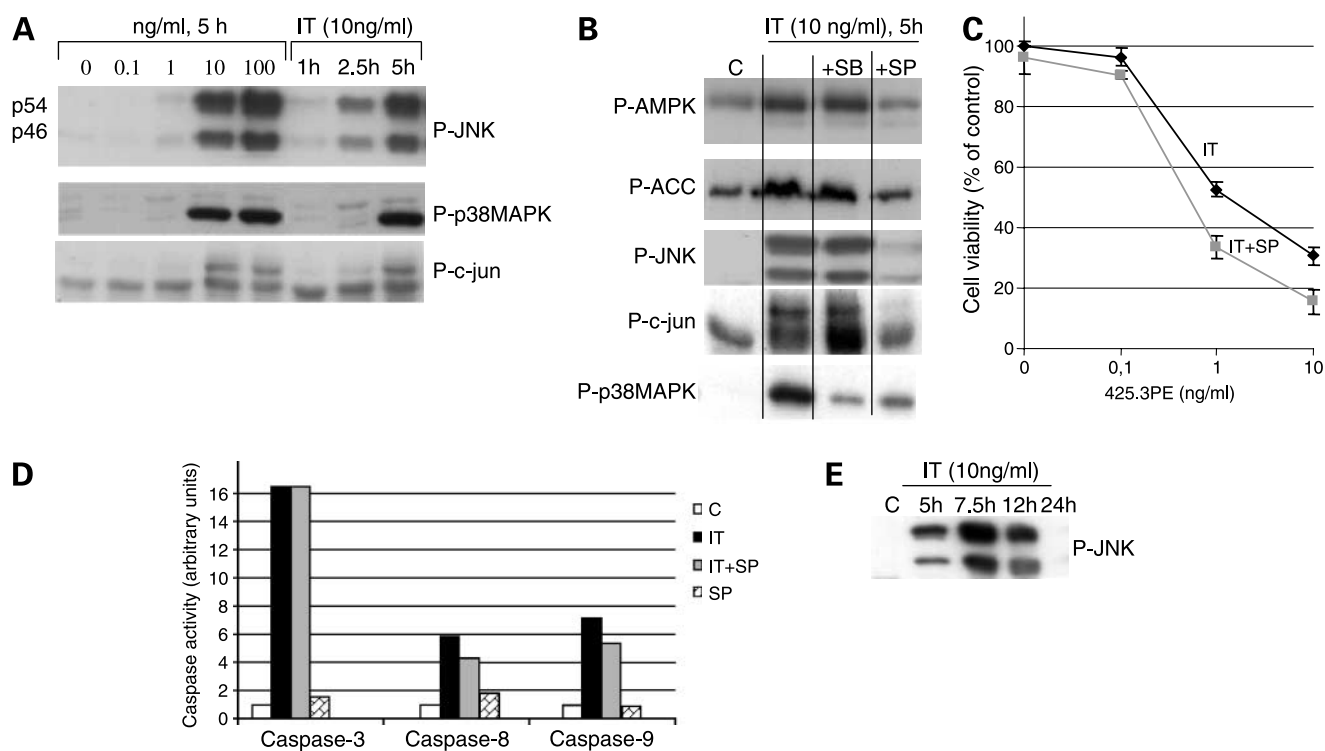 A
ng/ml, 5 h
IT (10ng/ml)
0 0.1 1 10 100 1h 2.5h 5h
p54
p46
P-JNK
P-p38MAPK
P-c-jun
B
IT (10 ng/ml), 5h
C +SB +SP
P-AMPK
P-ACC
P-JNK
P-c-jun
P-p38MAPK
C
Cell viability (% of control)
100
80
60
40
20
0
IT
IT+SP
0 0,1 1 10
425.3PE (ng/ml)
D
Caspase activity (arbitrary units)
16
14
12
10
8
6
4
2
0
Caspase-3 Caspase-8 Caspase-9
C
IT
IT+SP
SP
E
IT (10ng/ml)
C 5h 7.5h 12h 24h
P-JNK